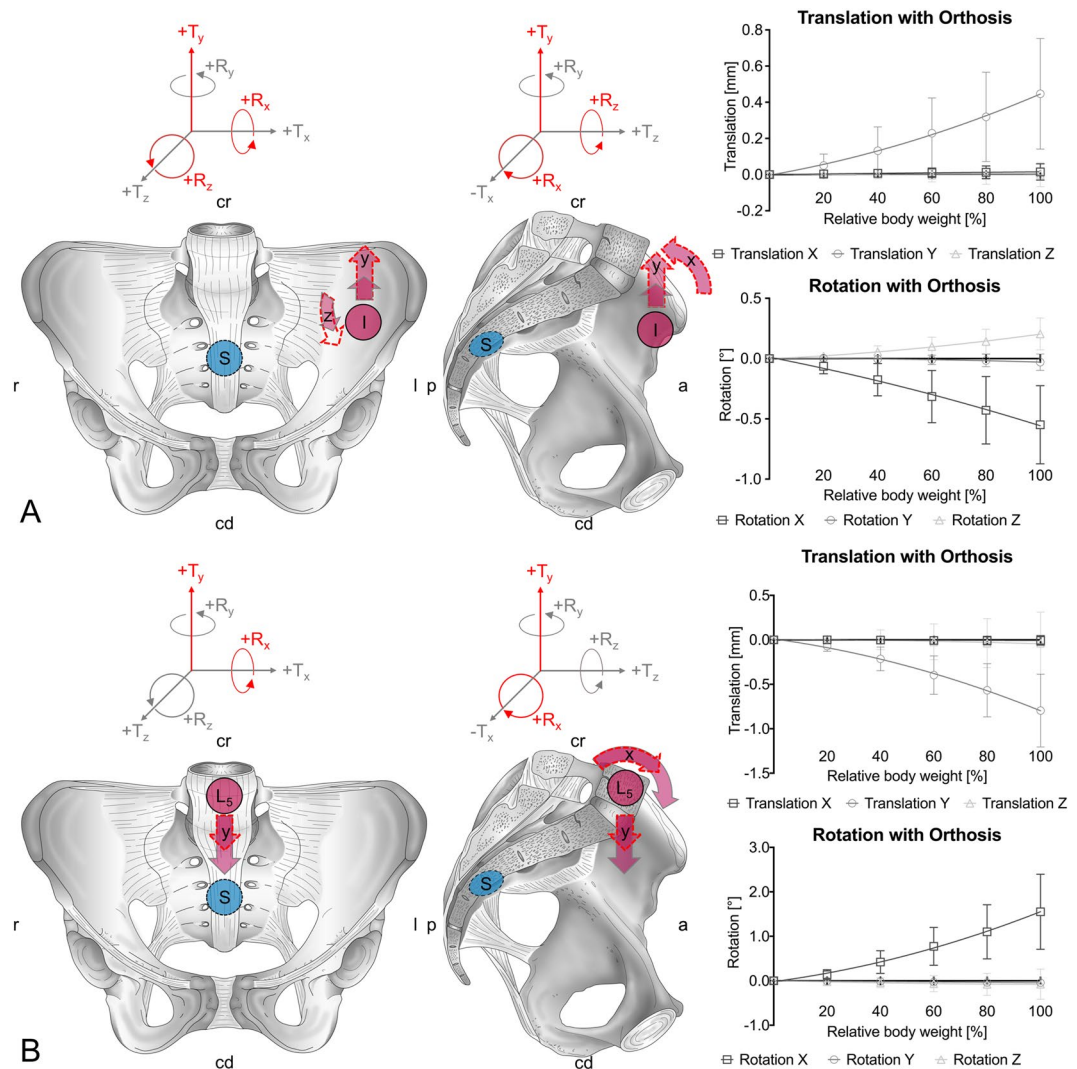 +Ty
+Ry
+Rx
+Tx
+Tz
+Rz
cr
z
y
I
S
r
l
cd
+Ty
+Ry
+Rz
+Tz
-Tx
+Rx
cr
y
x
I
S
p
a
cd
A
Translation with Orthosis
Translation [mm]
0.8
0.6
0.4
0.2
0.0
-0.2
20 40 60 80 100
Relative body weight [%]
Translation X Translation Y Translation Z
Rotation with Orthosis
Rotation [°]
0.5
0.0
-0.5
-1.0
20 40 60 80 100
Relative body weight [%]
Rotation X Rotation Y Rotation Z
+Ty
+Ry
+Rx
+Tx
+Tz
+Rz
cr
L5
y
S
r
l
cd
+Ty
+Ry
+Rz
+Tz
-Tx
+Rx
cr
x
L5
y
S
p
a
cd
B
Translation with Orthosis
Translation [mm]
0.5
0.0
-0.5
-1.0
-1.5
20 40 60 80 100
Relative body weight [%]
Translation X Translation Y Translation Z
Rotation with Orthosis
Rotation [°]
3.0
2.0
1.0
0.0
-1.0
20 40 60 80 100
Relative body weight [%]
Rotation X Rotation Y Rotation Z